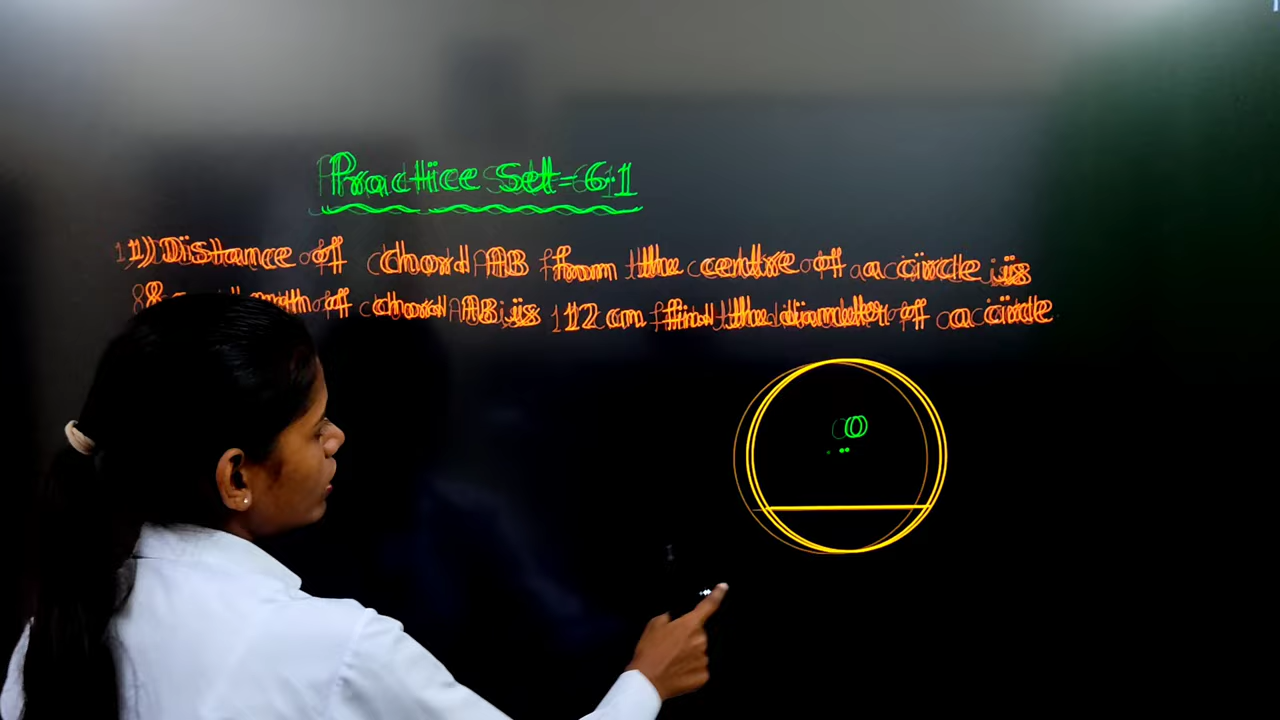 Practice Set-6.1
1) Distance of chord AB from the centre of a circle is
8 of chord AB is 12 cm find the diameter of a circle
O